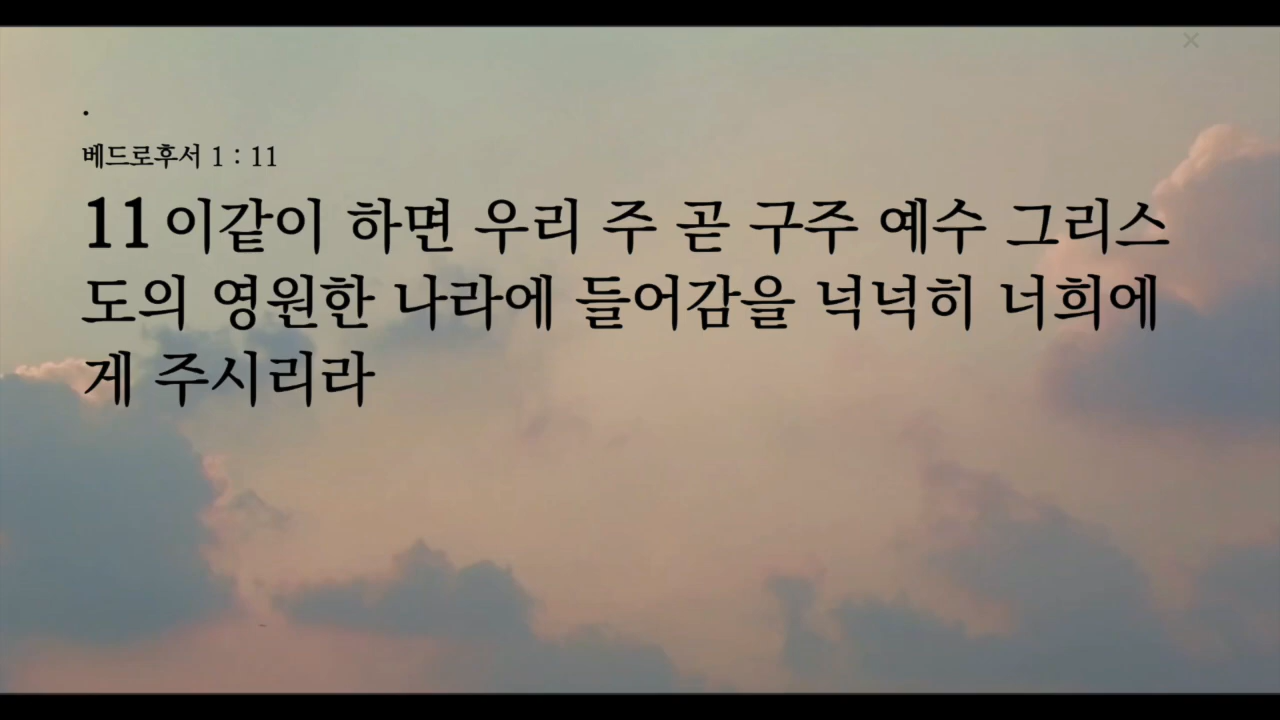 .
베드로후서 1 : 11
11 이같이 하면 우리 주 곧 구주 예수 그리스
도의 영원한 나라에 들어감을 넉넉히 너희에
게 주시리라